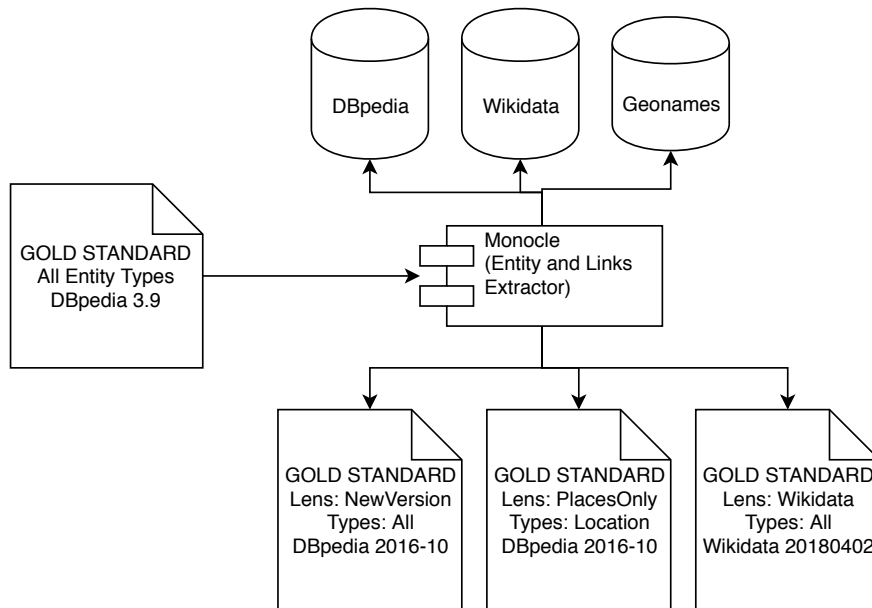 DBpedia
Wikidata
Geonames
GOLD STANDARD
All Entity Types
DBpedia 3.9
Monocle
(Entity and Links
Extractor)
GOLD STANDARD
Lens: NewVersion
Types: All
DBpedia 2016-10
GOLD STANDARD
Lens: PlacesOnly
Types: Location
DBpedia 2016-10
GOLD STANDARD
Lens: Wikidata
Types: All
Wikidata 20180402